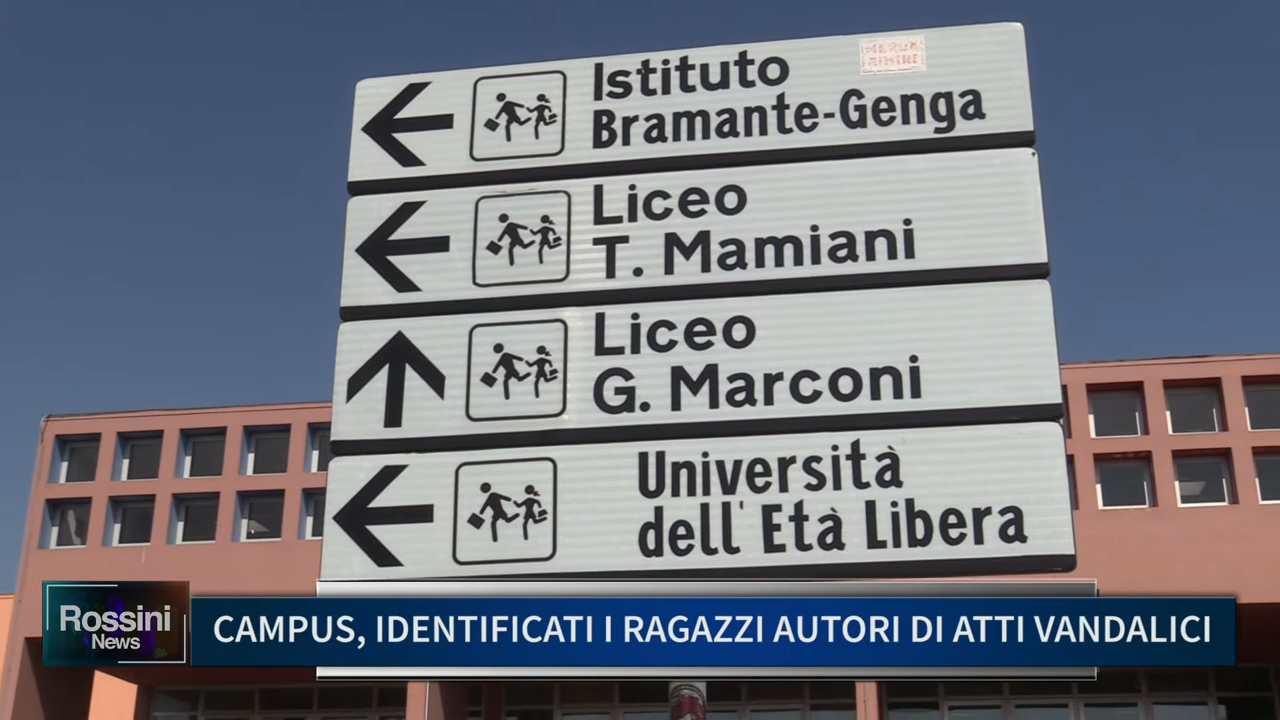 Istituto
Bramante-Genga
Liceo
T. Mamiani
Liceo
G. Marconi
Università
dell'Età Libera
Rossini
News
CAMPUS, IDENTIFICATI I RAGAZZI AUTORI DI ATTI VANDALICI